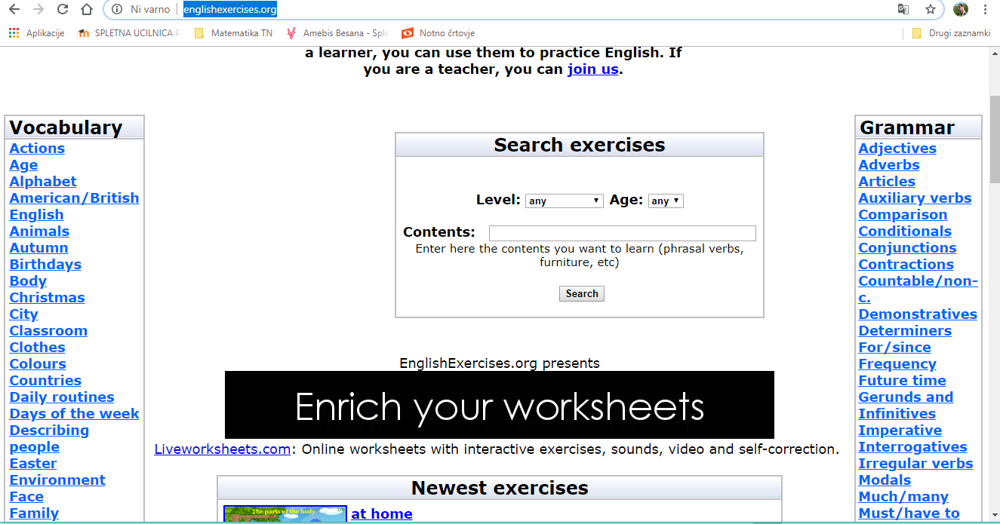 Ni varno englishexercises.org
Aplikacije SPLETNA UCILNICA Matematika TN Amebis Besana - Sple Notno črtovje Drugi zaznamki
a learner, you can use them to practice English. If
you are a teacher, you can join us.
Vocabulary
Actions
Age
Alphabet
American/British
English
Animals
Autumn
Birthdays
Body
Christmas
City
Classroom
Clothes
Colours
Countries
Daily routines
Days of the week
Describing
people
Easter
Environment
Face
Family
Search exercises
Level: any Age: any
Contents:
Enter here the contents you want to learn (phrasal verbs,
furniture, etc)
Search
EnglishExercises.org presents
Enrich your worksheets
Liveworksheets.com: Online worksheets with interactive exercises, sounds, video and self-correction.
Newest exercises
The parts of the body
at home
Grammar
Adjectives
Adverbs
Articles
Auxiliary verbs
Comparison
Conditionals
Conjunctions
Contractions
Countable/non-
c.
Demonstratives
Determiners
For/since
Frequency
Future time
Gerunds and
Infinitives
Imperative
Interrogatives
Irregular verbs
Modals
Much/many
Must/have to